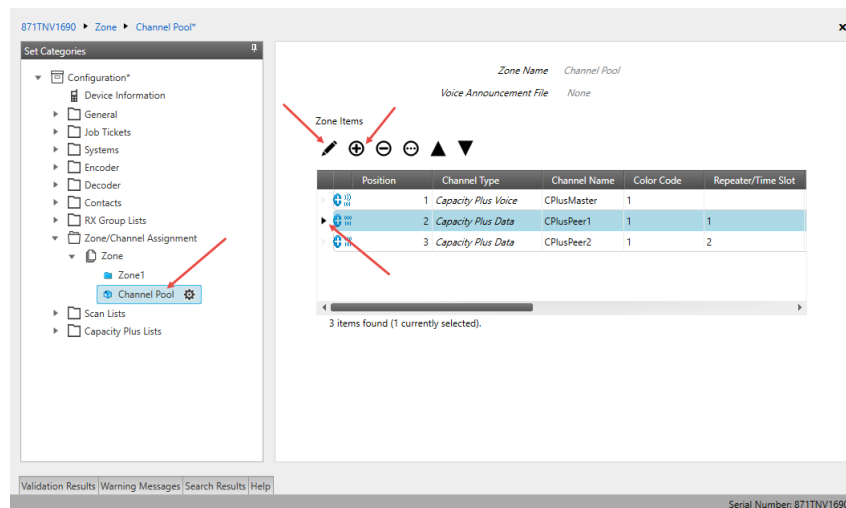 871TNV1690 Zone Channel Pool*
Set Categories
Configuration*
Device Information
General
Job Tickets
Systems
Encoder
Decoder
Contacts
RX Group Lists
Zone/Channel Assignment
Zone
Zone1
Channel Pool
Scan Lists
Capacity Plus Lists
Zone Name Channel Pool
Voice Announcement File None
Zone Items
Position Channel Type Channel Name Color Code Repeater/Time Slot
1 Capacity Plus Voice CPlusMaster 1
2 Capacity Plus Data CPlusPeer1 1 1
3 Capacity Plus Data CPlusPeer2 1 2
3 items found (1 currently selected).
Validation Results Warning Messages Search Results Help
Serial Number: 871TNV1690